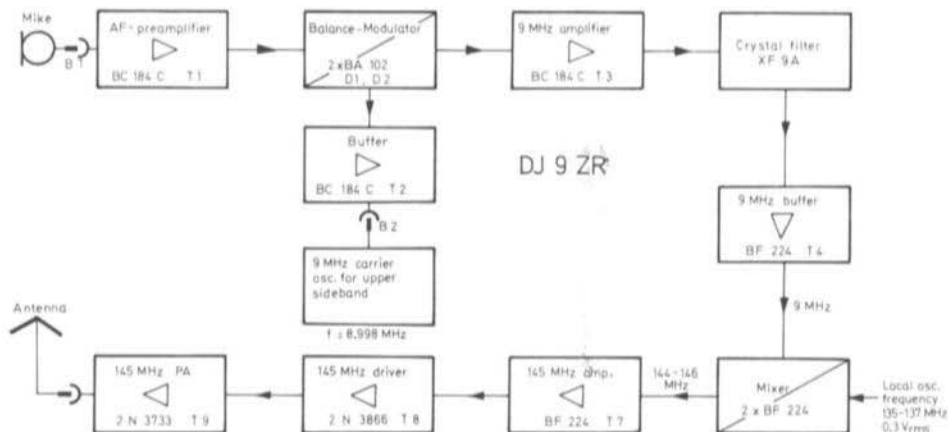 Mike
B1
AF-preamplifier
BC 184 C T1
Balance-Modulator
2xBA 102
D1, D2
9 MHz amplifier
BC 184 C T3
Crystal filter
XF 9A
Buffer
BC 184 C T2
B2
DJ 9 ZR
9 MHz buffer
BF 224 T4
9 MHz carrier
osc. for upper
sideband
f = 8.998 MHz
9 MHz
Antenna
145 MHz PA
2 N 3733 T9
145 MHz driver
2 N 3866 T8
145 MHz amp.
BF 224 T7
144-146
MHz
Mixer
2 x BF 224
Local osc.
frequency
135-137 MHz
0,3 Vrms